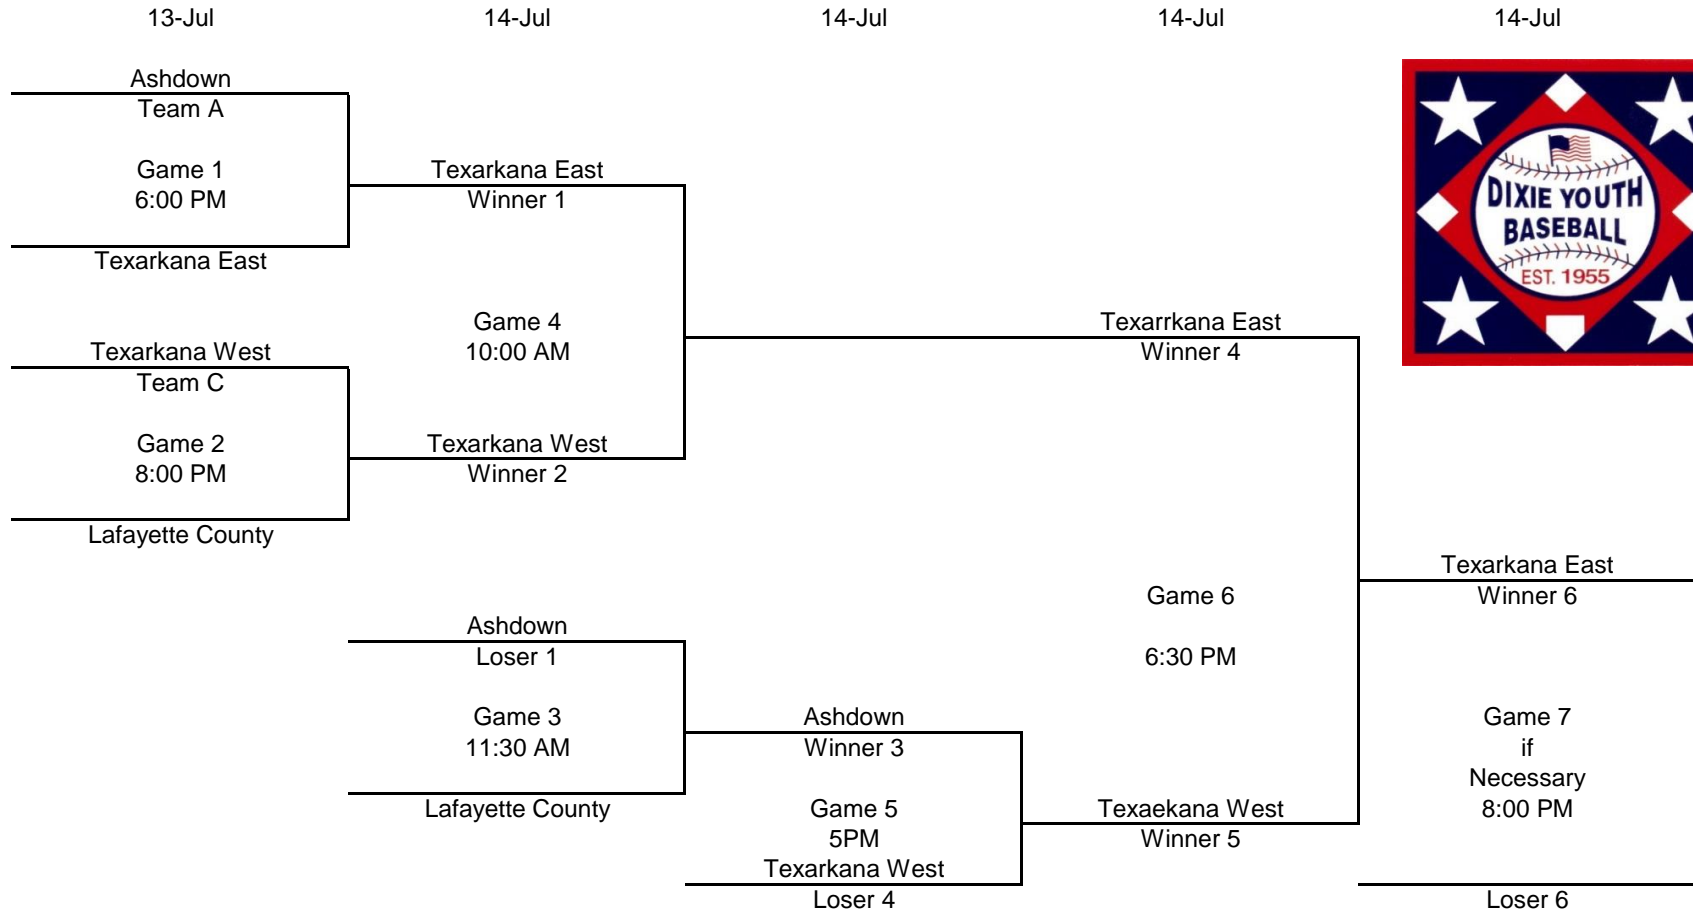 13-Jul
14-Jul
14-Jul
14-Jul
14-Jul
Ashdown
Team A
Game 1
6:00 PM
Texarkana East
Texarkana West
Team C
Game 2
8:00 PM
Lafayette County
Texarkana East
Winner 1
Game 4
10:00 AM
Texarkana West
Winner 2
Ashdown
Loser 1
Game 3
11:30 AM
Lafayette County
Ashdown
Winner 3
Game 5
5PM
Texarkana West
Loser 4
Texarrkana East
Winner 4
Game 6
6:30 PM
Texaekana West
Winner 5
DIXIE YOUTH
BASEBALL
EST. 1955
Texarkana East
Winner 6
Game 7
if
Necessary
8:00 PM
Loser 6